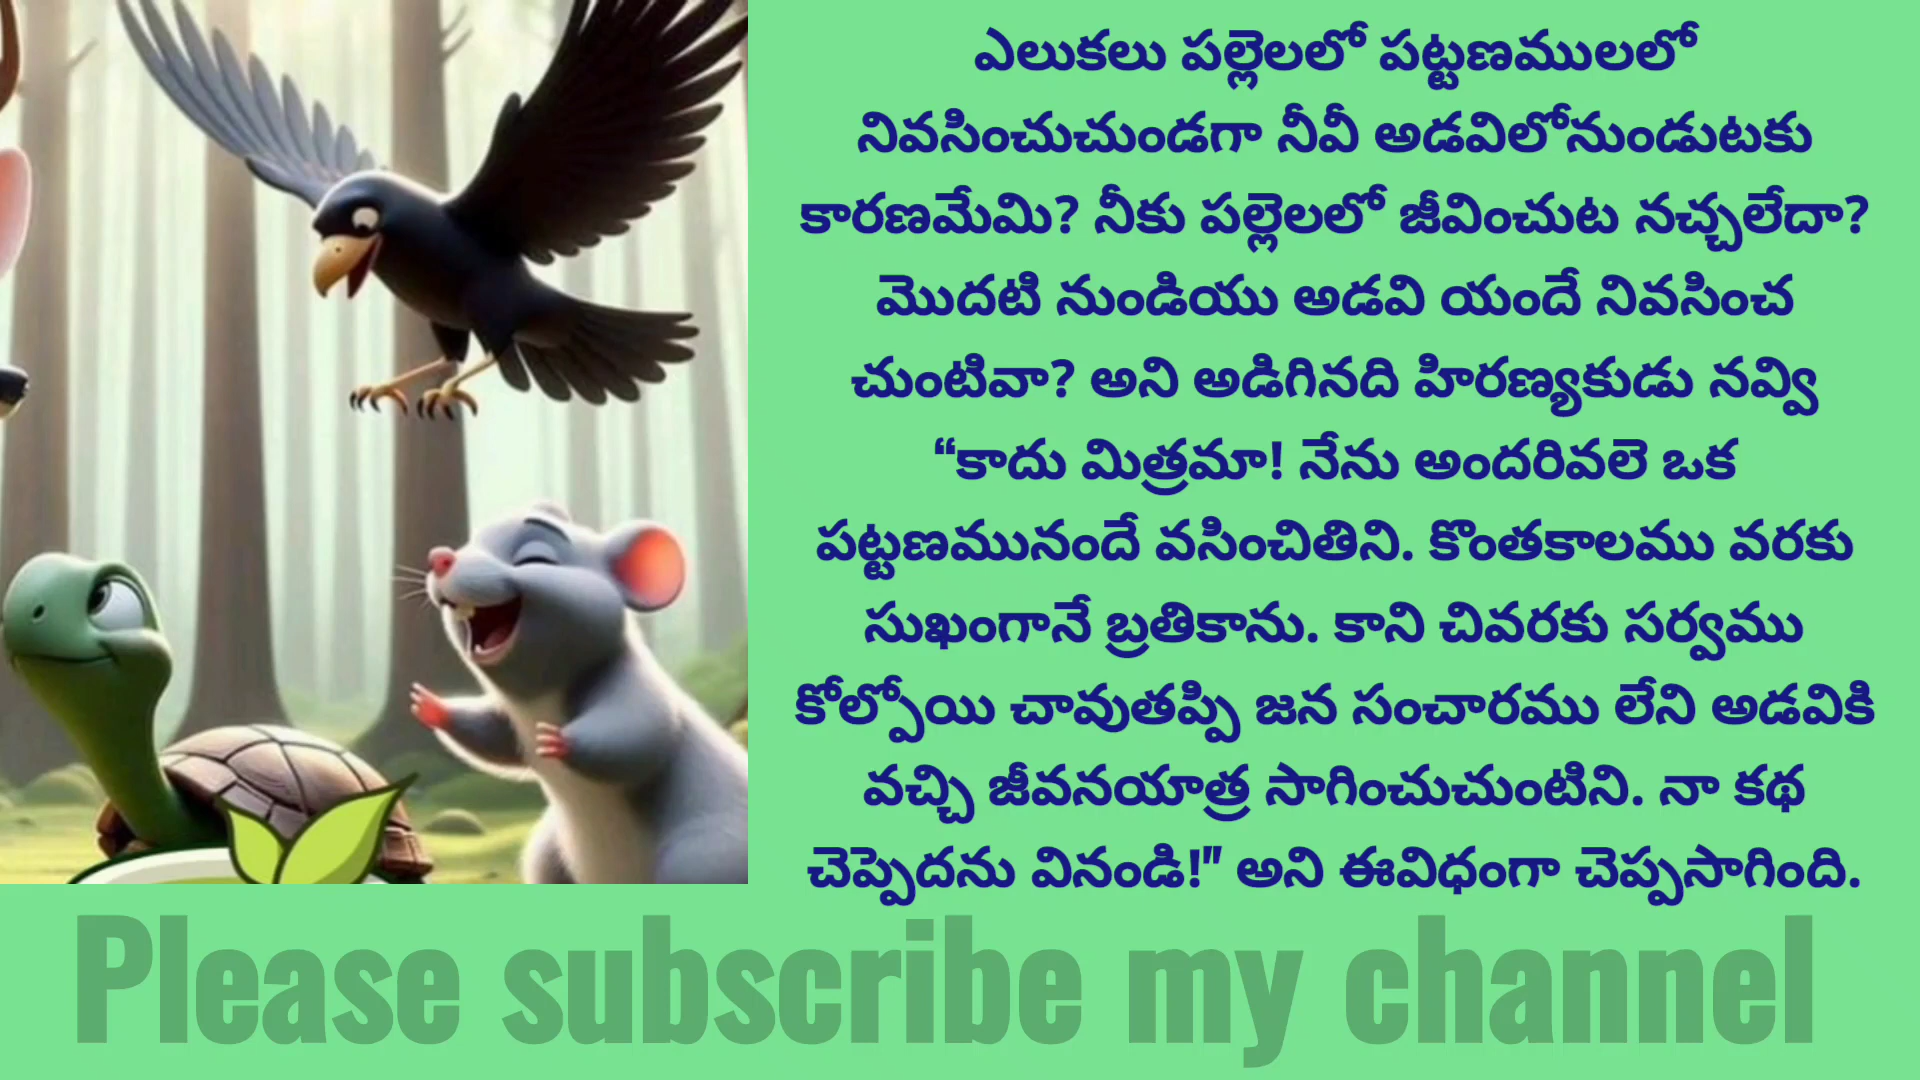 ఎలుకలు పల్లెలలో పట్టణములలో
నివసించుచుండగా నీవీ అడవిలోనుండుటకు
కారణమేమి? నీకు పల్లెలలో జీవించుట నచ్చలేదా?
మొదటి నుండియు అడవి యందే నివసించ
చుంటివా? అని అడిగినది హిరణ్యకుడు నవ్వి
“కాదు మిత్రమా! నేను అందరివలె ఒక
పట్టణమునందే వసించితిని. కొంతకాలము వరకు
సుఖంగానే బ్రతికాను. కాని చివరకు సర్వము
కోల్పోయి చావుతప్పి జన సంచారము లేని అడవికి
వచ్చి జీవనయాత్ర సాగించుచుంటిని. నా కథ
చెప్పెదను వినండి!" అని ఈవిధంగా చెప్పసాగింది.
Please subscribe my channel